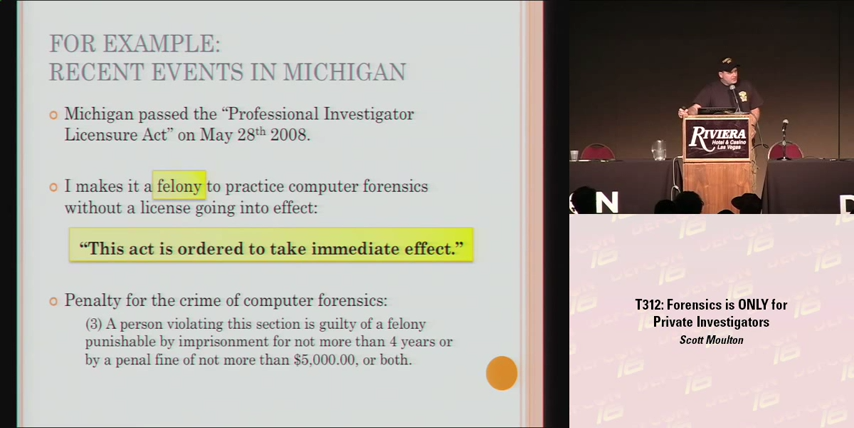 FOR EXAMPLE:
RECENT EVENTS IN MICHIGAN
Michigan passed the “Professional Investigator
Licensure Act” on May 28th 2008.
I makes it a felony to practice computer forensics
without a license going into effect:
“This act is ordered to take immediate effect.”
Penalty for the crime of computer forensics:
(3) A person violating this section is guilty of a felony
punishable by imprisonment for not more than 4 years or
by a penal fine of not more than $5,000.00, or both.
RIVIERA
Hotel & Casino
Las Vegas
N
D
T312: Forensics is ONLY for
Private Investigators
Scott Moulton